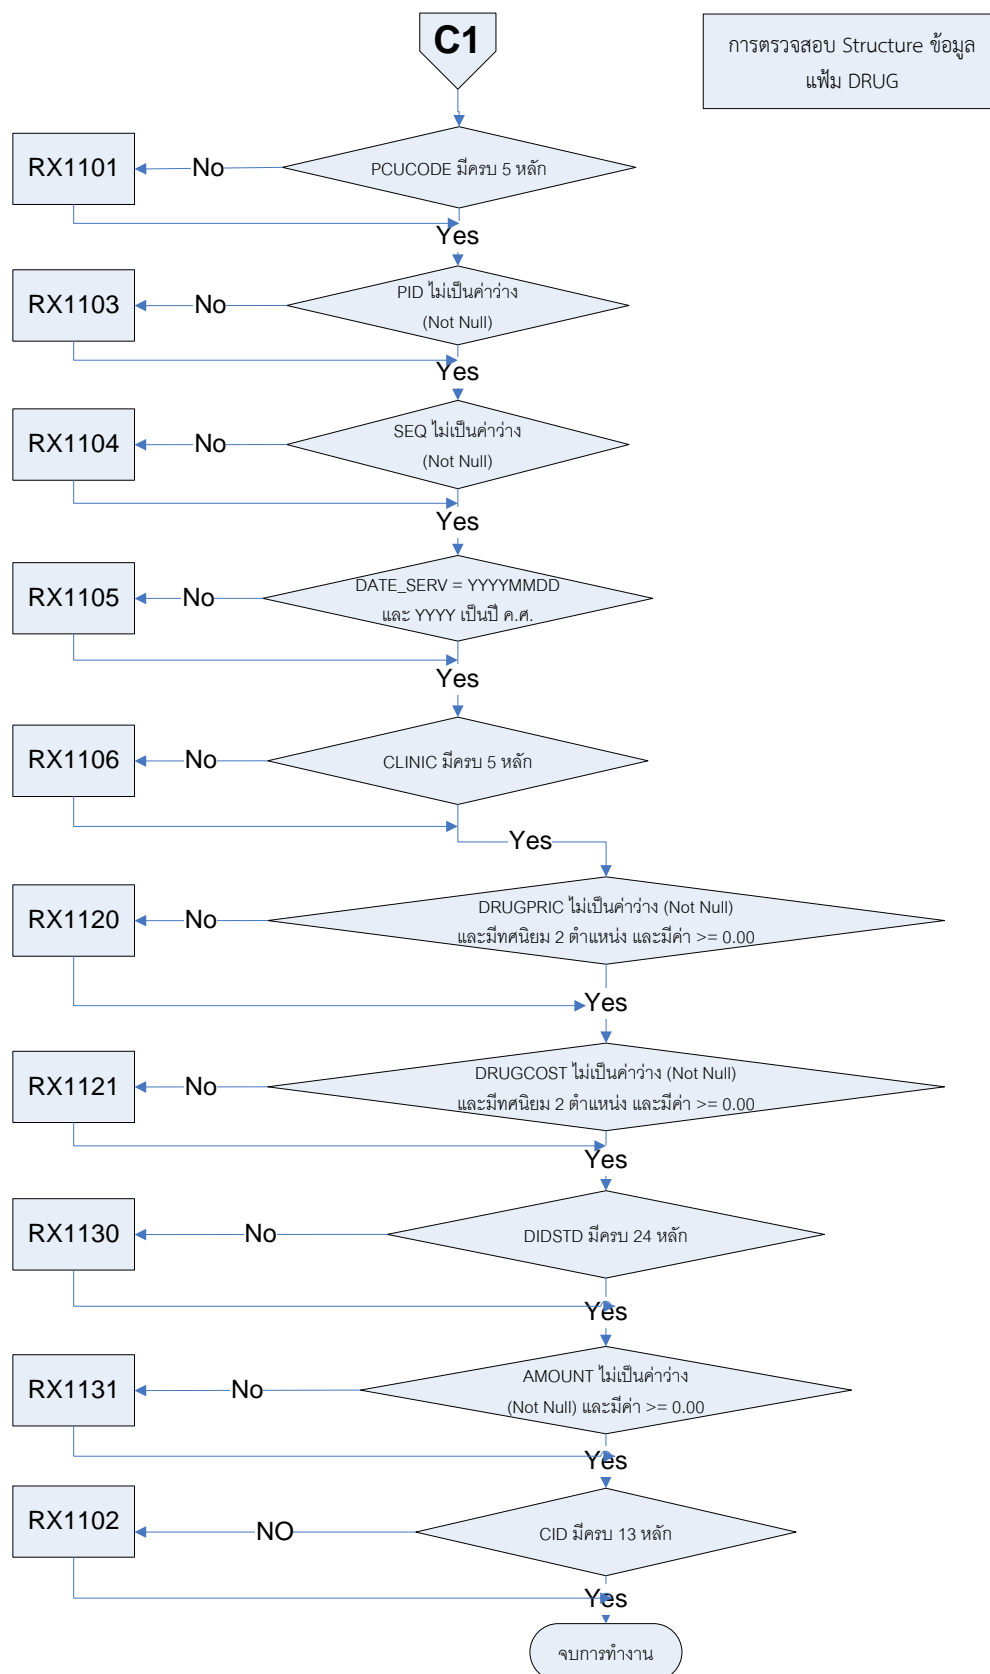 C1
การตรวจสอบ Structure ข้อมูล
แฟ้ม DRUG
PCUCODE มีครบ 5 หลัก
No
RX1101
Yes
PID ไม่เป็นค่าว่าง
(Not Null)
No
RX1103
Yes
SEQ ไม่เป็นค่าว่าง
(Not Null)
No
RX1104
Yes
DATE_SERV = YYYYMMDD
และ YYYY เป็นปี ค.ศ.
No
RX1105
Yes
CLINIC มีครบ 5 หลัก
No
RX1106
Yes
DRUGPRIC ไม่เป็นค่าว่าง (Not Null)
และมีทศนิยม 2 ตำแหน่ง และมีค่า >= 0.00
No
RX1120
Yes
DRUGCOST ไม่เป็นค่าว่าง (Not Null)
และมีทศนิยม 2 ตำแหน่ง และมีค่า >= 0.00
No
RX1121
Yes
DIDSTD มีครบ 24 หลัก
No
RX1130
Yes
AMOUNT ไม่เป็นค่าว่าง
(Not Null) และมีค่า >= 0.00
No
RX1131
Yes
CID มีครบ 13 หลัก
NO
RX1102
Yes
จบการทำงาน